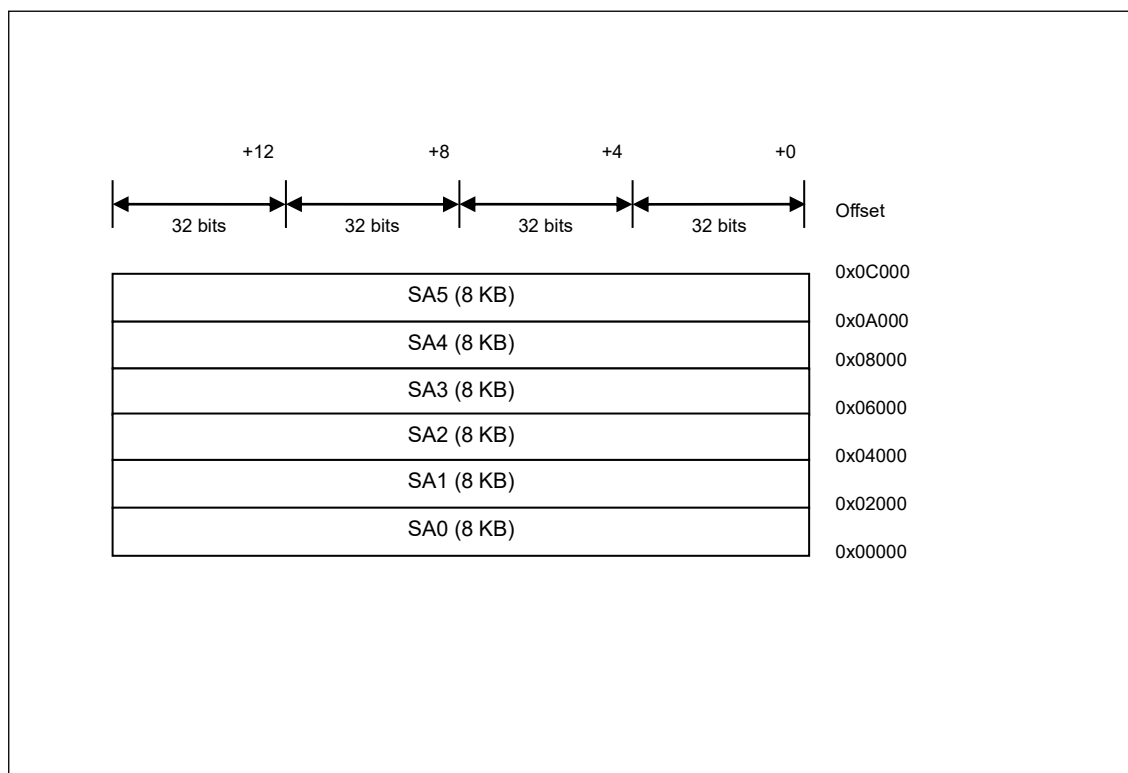 +12 +8 +4 +0
32 bits 32 bits 32 bits 32 bits
Offset
0x0C000
SA5 (8 KB)
0x0A000
SA4 (8 KB)
0x08000
SA3 (8 KB)
0x06000
SA2 (8 KB)
0x04000
SA1 (8 KB)
0x02000
SA0 (8 KB)
0x00000